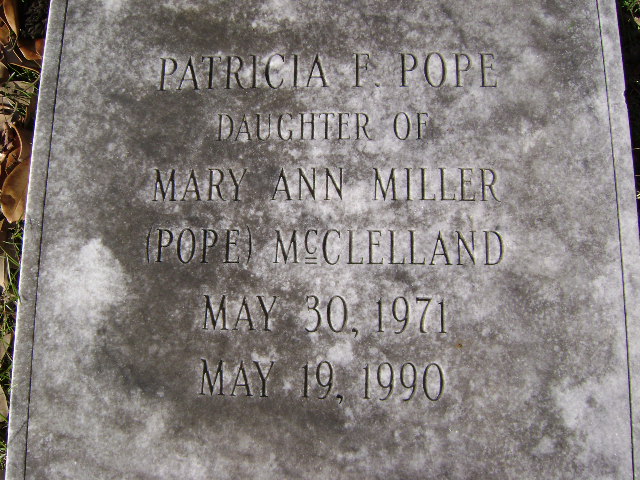 PATRICIA F. POPE
DAUGHTER OF
MARY ANN MILLER
(POPE) McCLELLAND
MAY 30, 1971
MAY 19, 1990